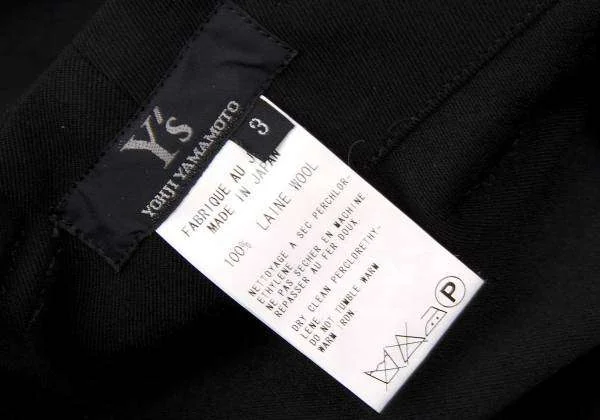 Y's
YOHJI YAMAMOTO
3
FABRIQUE AU
MADE IN JAPAN
100% LAINE WOOL
NETTOYAGE A SEC PERCHLOR-
ETHYLENE
NE PAS SECHER EN MACHINE
REPASSER AU FER DOUX.
DRY CLEAN PERCLORETHY-
LENE
DO NOT TUMBLE WARM
WARM IRON
P